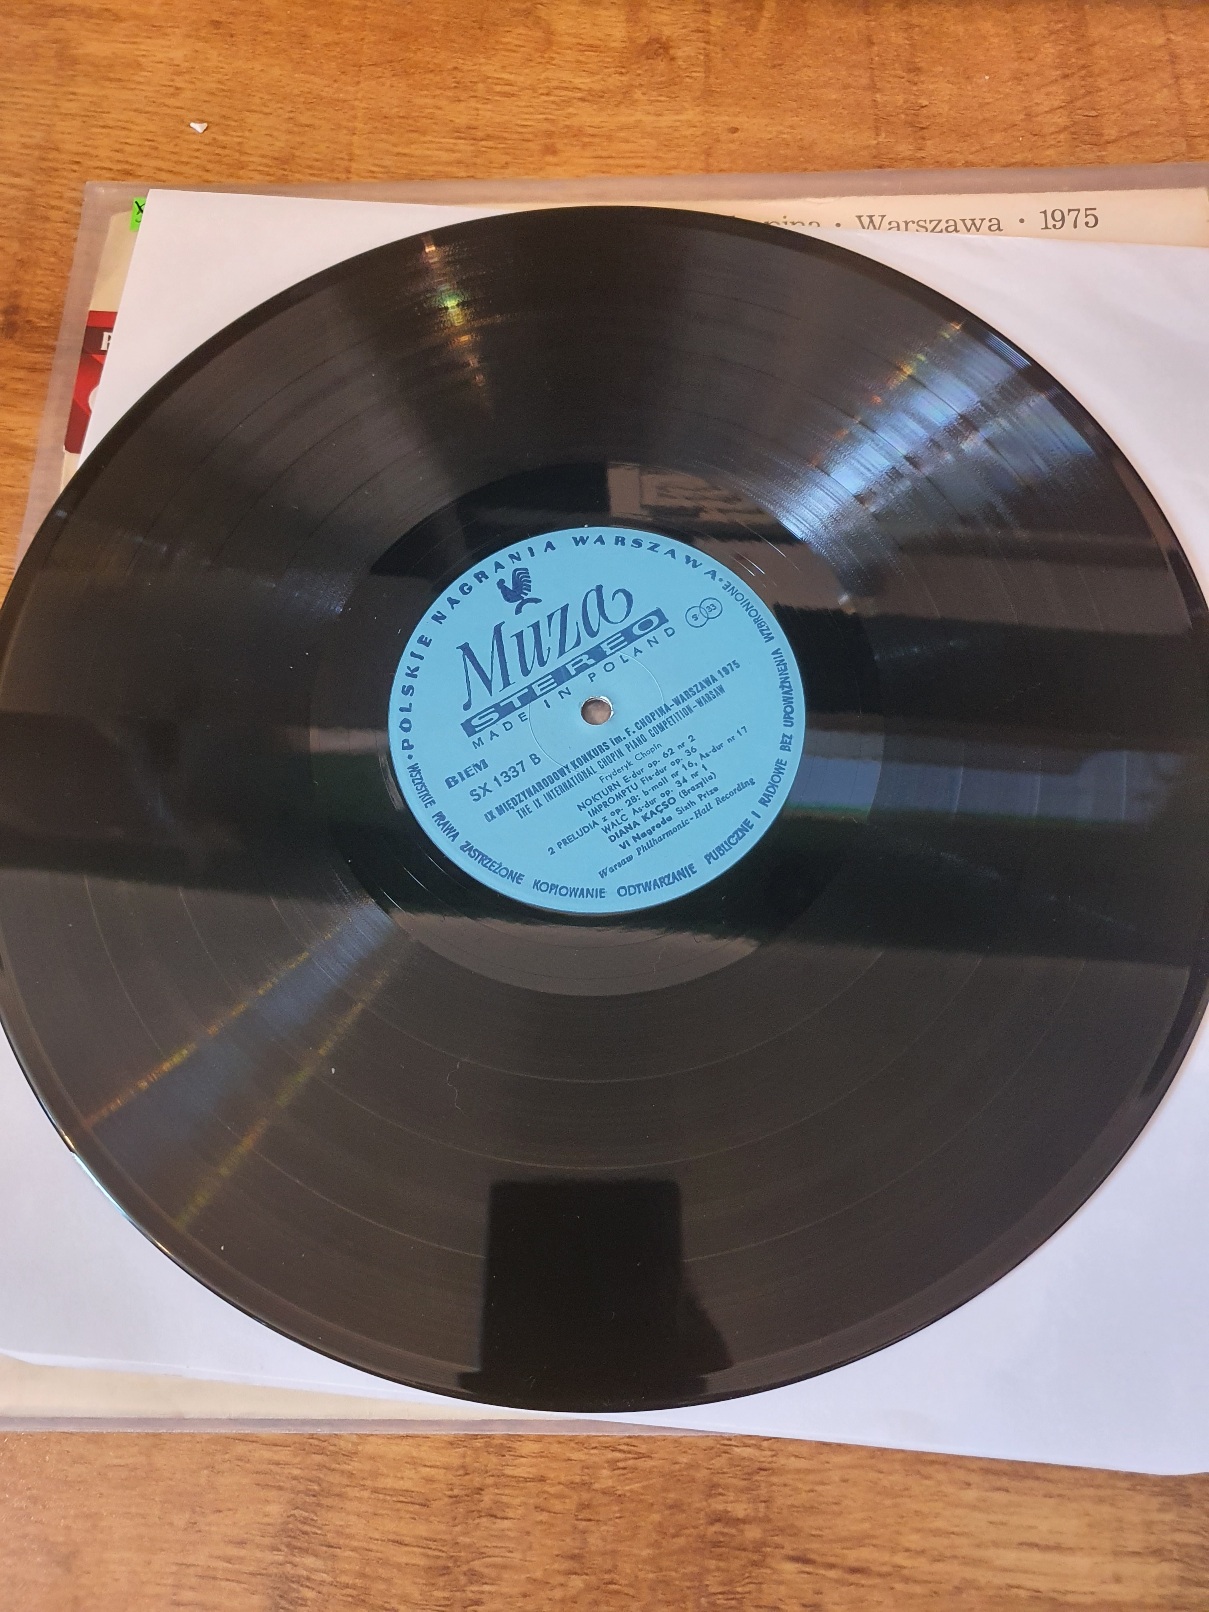 Warszawa · 1975
• POLSKIE NAGRANIA WARSZAWA •
Muza
STEREO
MADE IN POLAND
S 33
BIEM
SX 1337 B
IX MIĘDZYNARODOWY KONKURS im. F. CHOPINA-WARSZAWA 1975
THE IX INTERNATIONAL CHOPIN PIANO COMPETITION-WARSAW
Fryderyk Chopin
NOKTURN E-dur op. 62 nr 2
IMPROMPTU Fis-dur op. 36
2 PRELUDIA z op. 28: b-moll nr 16, As-dur nr 17
WALC As-dur op. 34 nr 1
DIANA KACSO (Brazylia)
VI Nagroda Sixth Prize
Warsaw Philharmonic-Hall Recording
WSZYSTKIE PRAWA ZASTRZEŻONE KOPIOWANIE ODTWARZANIE PUBLICZNE I RADIOWE BEZ UPOWAŻNIENIA WZBRONIONE